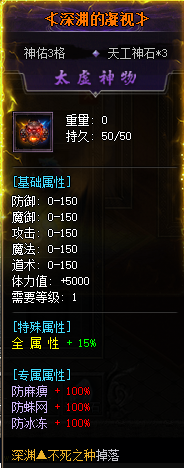 深渊的凝视
神佑3格 天工神石*3
太虚神物
重量: 0
持久: 50/50
[基础属性]
防御: 0-150
魔御: 0-150
攻击: 0-150
魔法: 0-150
道术: 0-150
体力值: +5000
需要等级: 1
[特殊属性]
全 属 性 + 15%
[专属属性]
防麻痹 + 100%
防蛛网 + 100%
防冰冻 + 100%
深渊▲不死之种掉落